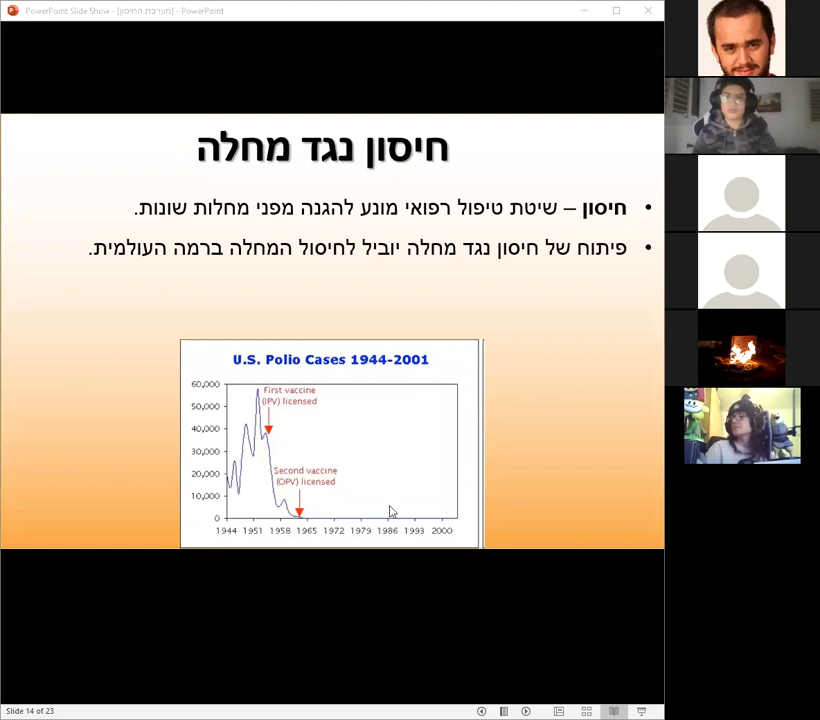 PowerPoint Slide Show - [מערכת החיסון] - PowerPoint
חיסון נגד מחלה
• חיסון – שיטת טיפול רפואי מונע להגנה מפני מחלות שונות.
• פיתוח של חיסון נגד מחלה יוביל לחיסול המחלה ברמה העולמית.
U.S. Polio Cases 1944-2001
60,000
50,000
40,000
30,000
20,000
10,000
0
First vaccine
(IPV) licensed
Second vaccine
(OPV) licensed
1944 1951 1958 1965 1972 1979 1986 1993 2000
Slide 14 of 23